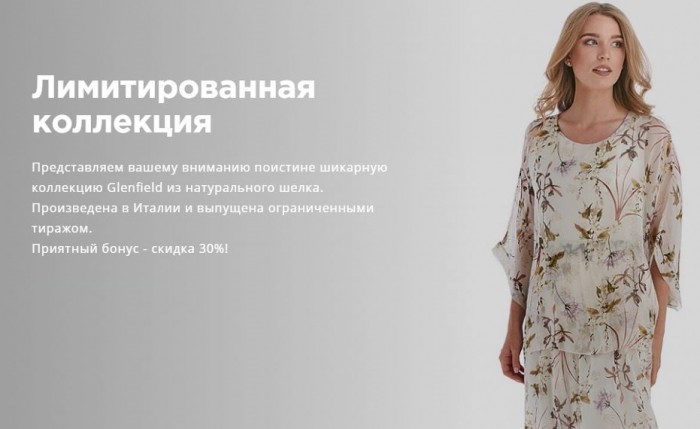 Лимитированная
коллекция
Представляем вашему вниманию поистине шикарную
коллекцию Glenfield из натурального шелка.
Произведена в Италии и выпущена ограниченными
тиражом.
Приятный бонус - скидка 30%!